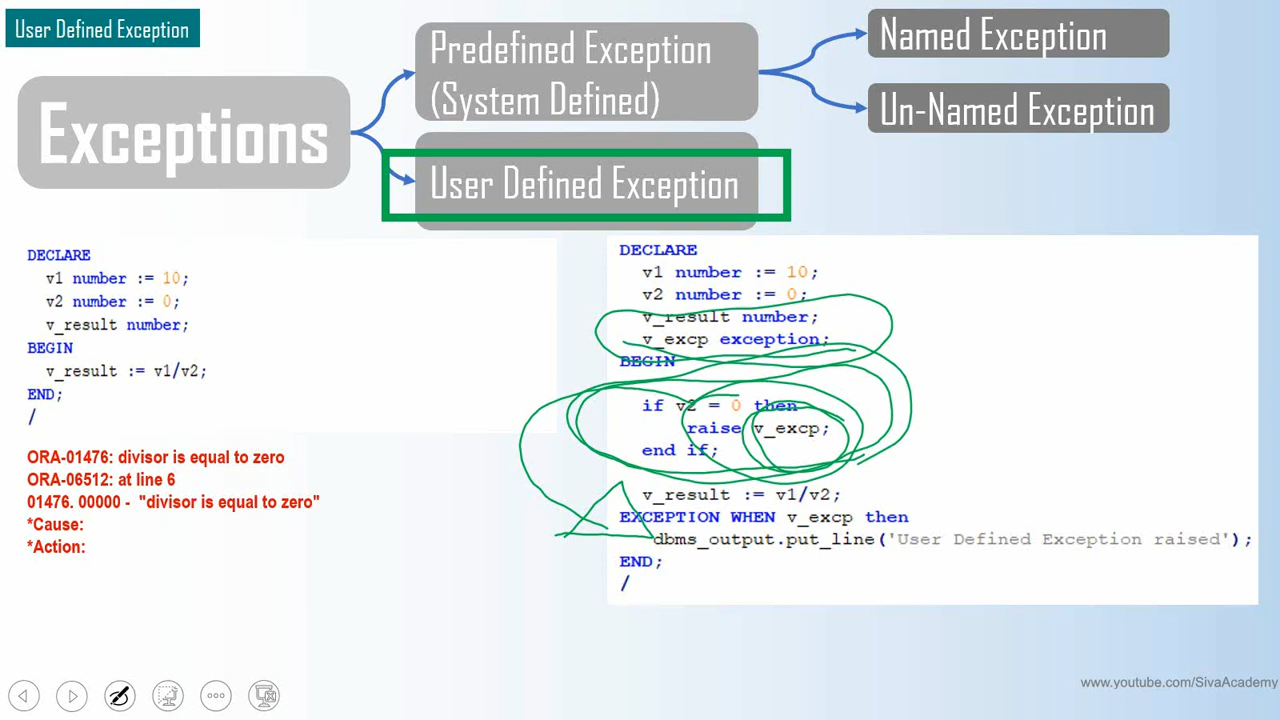 User Defined Exception
Exceptions
Predefined Exception
(System Defined)
User Defined Exception
Named Exception
Un-Named Exception
DECLARE
v1 number := 10;
v2 number := 0;
v_result number;
BEGIN
v_result := v1/v2;
END;
/
ORA-01476: divisor is equal to zero
ORA-06512: at line 6
01476. 00000 - "divisor is equal to zero"
*Cause:
*Action:
DECLARE
v1 number := 10;
v2 number := 0;
v_result number;
v_excp exception;
BEGIN
if v2 = 0 then
raise v_excp;
end if;
v_result := v1/v2;
EXCEPTION WHEN v_excp then
dbms_output.put_line('User Defined Exception raised');
END;
/
www.youtube.com/SivaAcademy